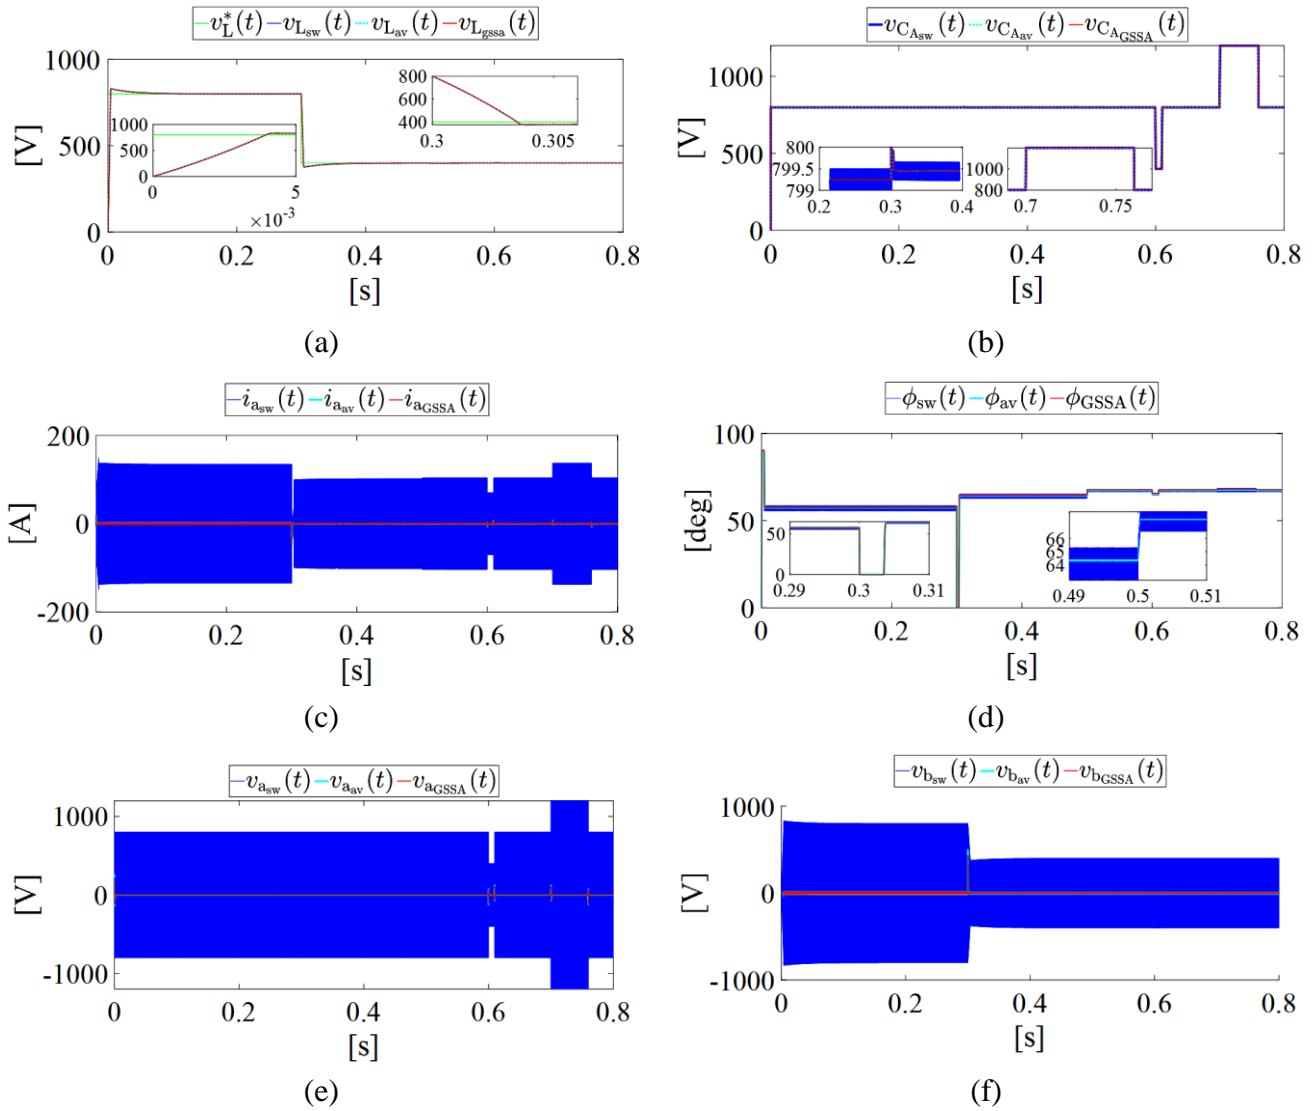 v*L(t) vLsw(t) vLav(t) vLgssa(t)
1000
500
0
[V]
800
600
400
0.3 0.305
1000
500
0
0 5
×10-3
0 0.2 0.4 0.6 0.8
[s]
(a)
vCAsw(t) vCAav(t) vCAGSSA(t)
1200
800
400
0
[V]
800
799.5
799
0.2 0.3 0.4
1000
800
0.7 0.75
0 0.2 0.4 0.6 0.8
[s]
(b)
iasw(t) iaav(t) iaGSSA(t)
200
0
-200
[A]
0 0.2 0.4 0.6 0.8
[s]
(c)
ϕsw(t) ϕav(t) ϕGSSA(t)
100
50
0
[deg]
50
0
0.29 0.3 0.31
66
65
64
0.49 0.5 0.51
0 0.2 0.4 0.6 0.8
[s]
(d)
vasw(t) vaav(t) vaGSSA(t)
1000
0
-1000
[V]
0 0.2 0.4 0.6 0.8
[s]
(e)
vbsw(t) vbav(t) vbGSSA(t)
1000
0
-1000
[V]
0 0.2 0.4 0.6 0.8
[s]
(f)